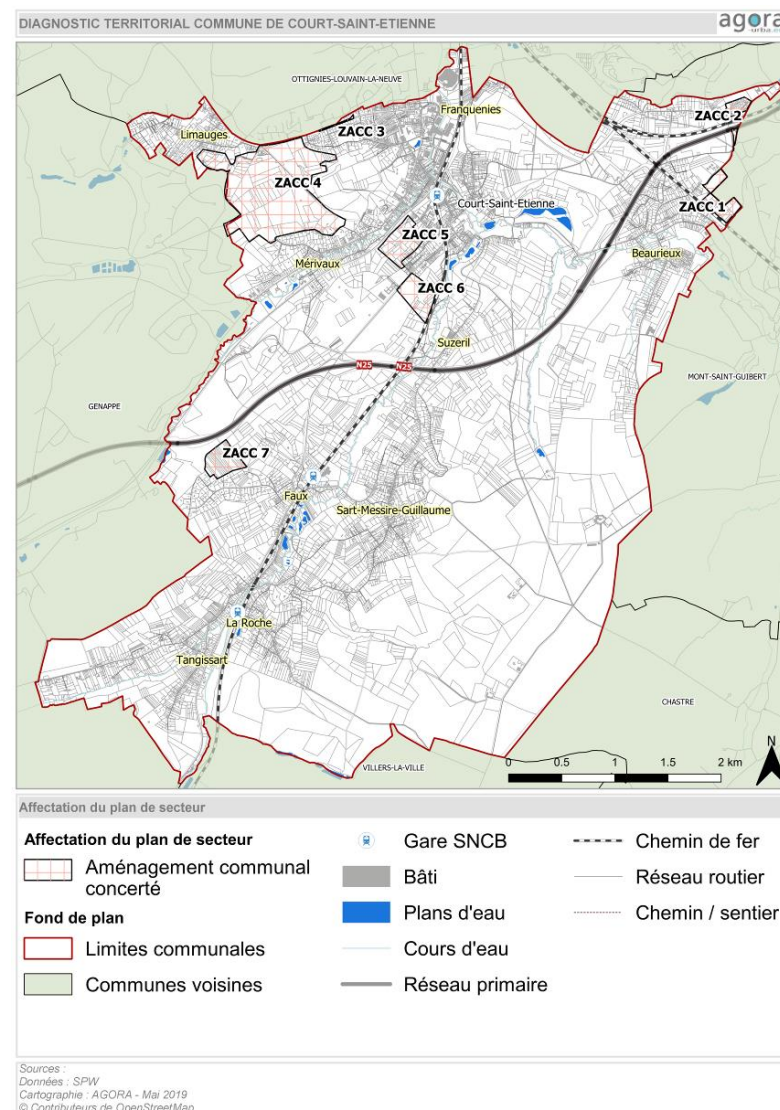 DIAGNOSTIC TERRITORIAL COMMUNE DE COURT-SAINT-ETIENNE
agora
urba.eu
OTTIGNIES-LOUVAIN-LA-NEUVE
Franquenies
Limauges
ZACC 3
ZACC 2
ZACC 4
Court-Saint-Etienne
ZACC 1
ZACC 5
Beaurieux
Mérivaux
ZACC 6
Suzeril
N25
N25
MONT-SAINT-GUIBERT
GENAPPE
ZACC 7
Faux
Sart-Messire-Guillaume
La Roche
Tangissart
CHASTRE
VILLERS-LA-VILLE
N
0 0.5 1 1.5 2 km
Affectation du plan de secteur
Affectation du plan de secteur
Aménagement communal
concerté
Fond de plan
Limites communales
Communes voisines
Gare SNCB
Bâti
Plans d'eau
Cours d'eau
Réseau primaire
Chemin de fer
Réseau routier
Chemin / sentier
Sources :
Données : SPW
Cartographie : AGORA - Mai 2019
© Contributeurs de OpenStreetMap